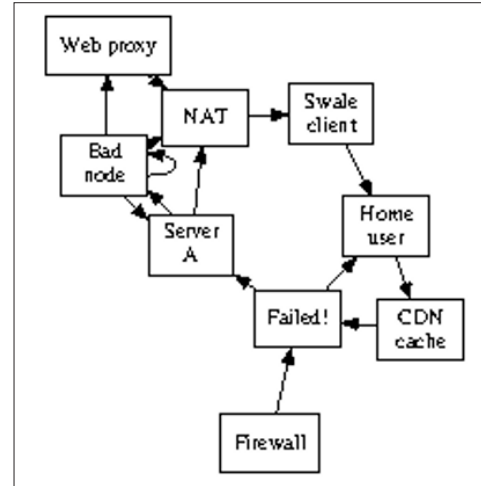 Web proxy
NAT
Swale
client
Bad
node
Home
user
Server
A
Failed!
CDN
cache
Firewall